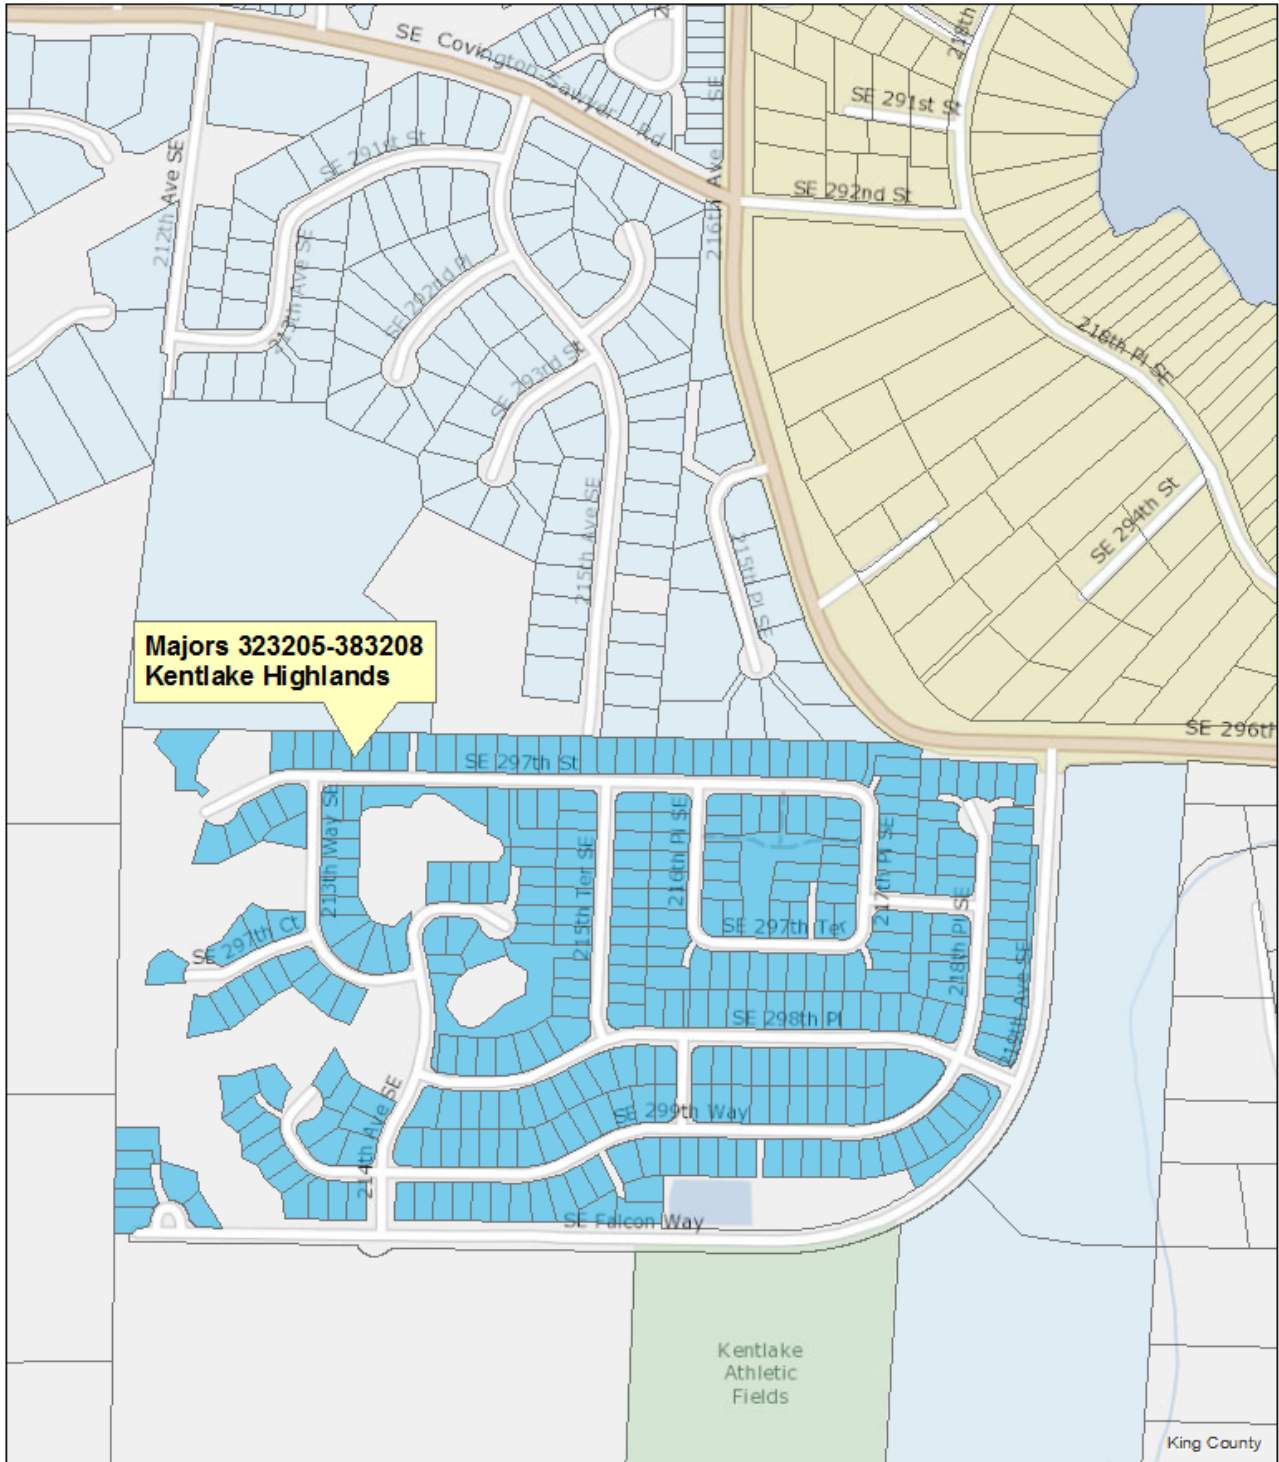 218th
SE Covington-Sawyer Rd
216th Ave SE
SE 291st St
SE 291st St
212th Ave SE
SE 292nd St
213th Ave SE
SE 292nd Pl
218th Pl SE
SE 293rd St
SE 294th St
215th Ave SE
215th Pl SE
Majors 323205-383208
Kentlake Highlands
SE 296th
SE 297th St
213th Way SE
215th Ter SE
216th Pl SE
217th Pl SE
SE 297th Ter
SE 297th Ct
218th Pl SE
219th Ave SE
SE 298th Pl
214th Ave SE
SE 299th Way
SE Falcon Way
Kentlake
Athletic
Fields
King County